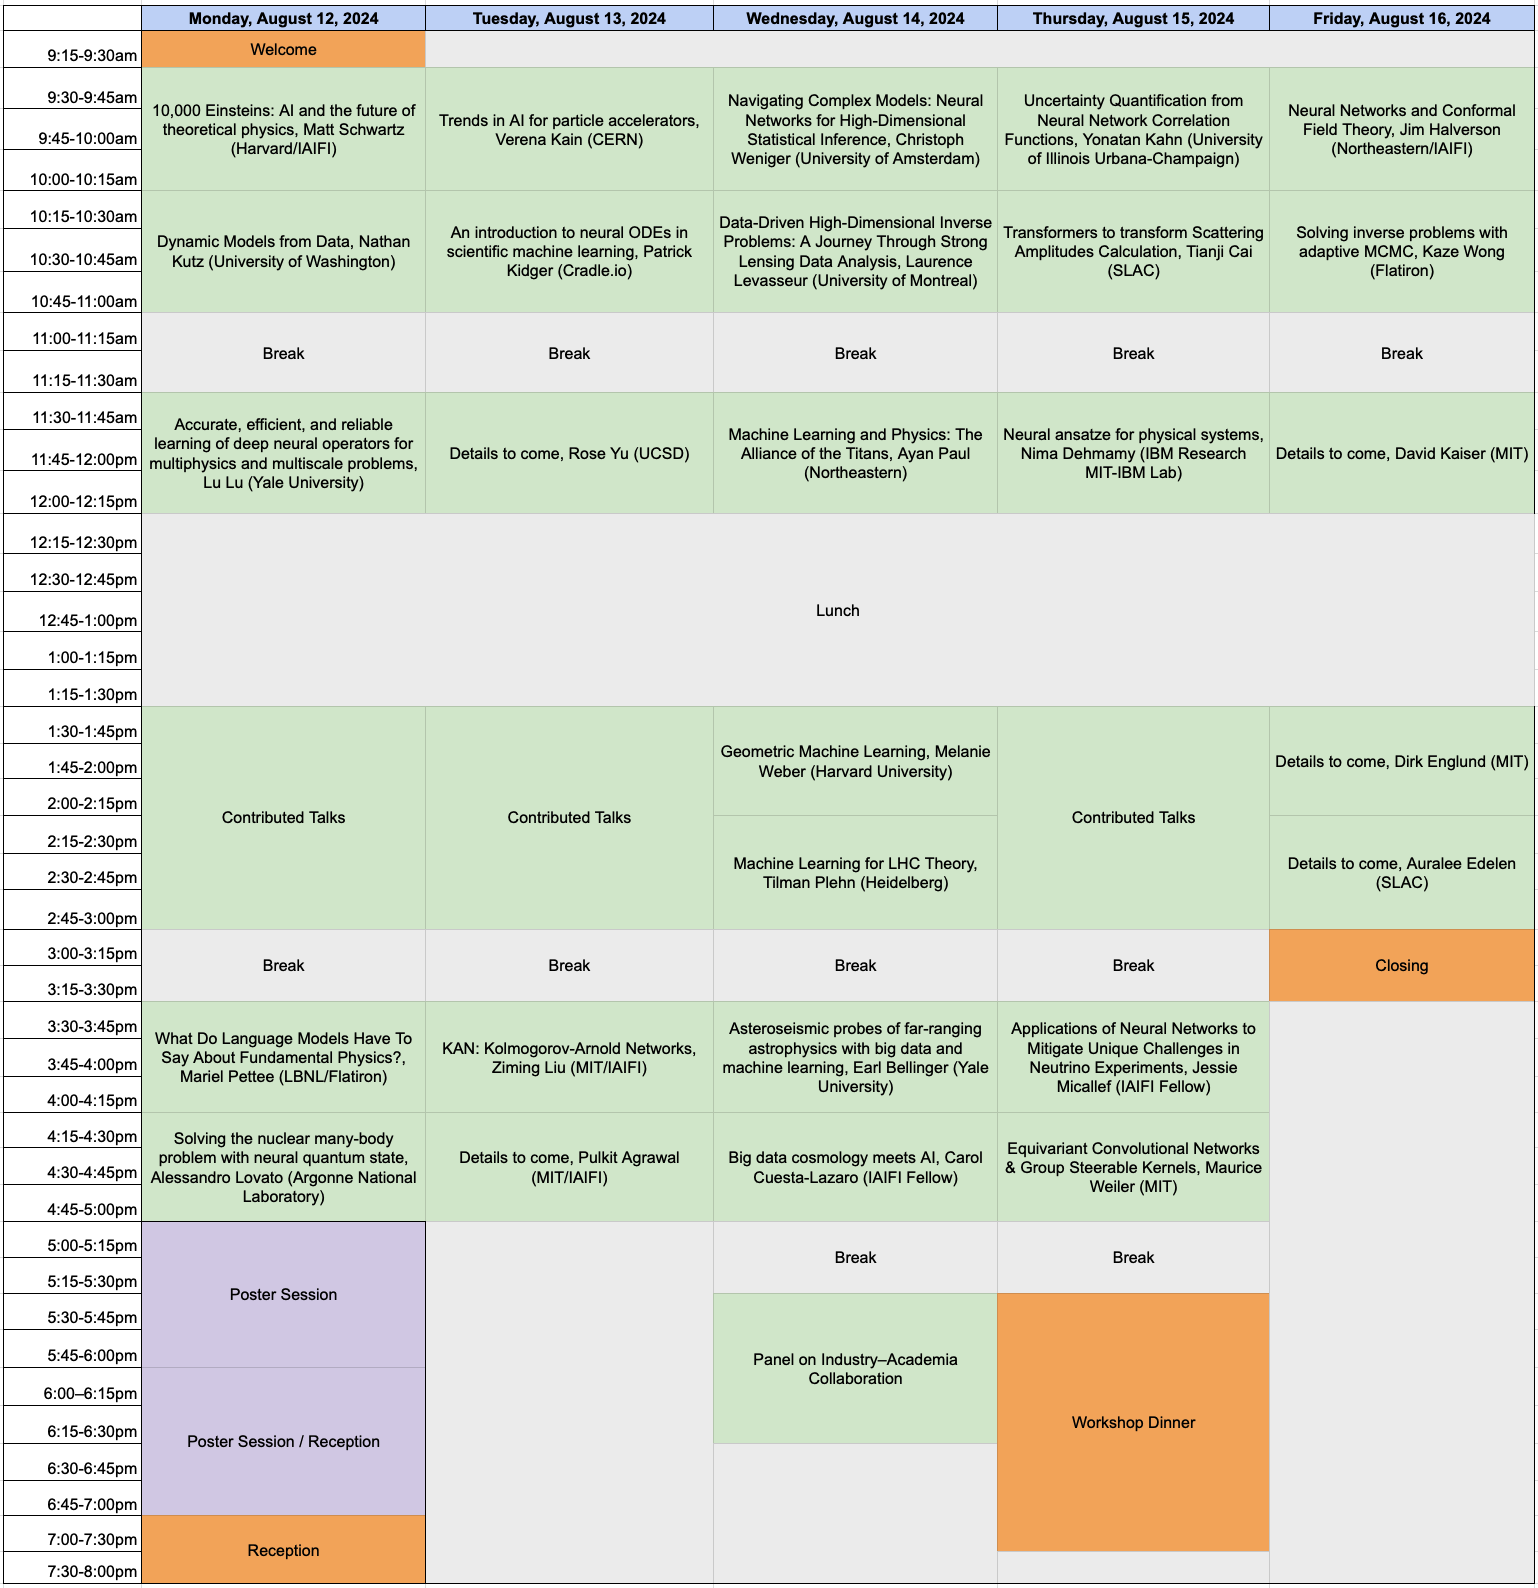 Monday, August 12, 2024
Tuesday, August 13, 2024
Wednesday, August 14, 2024
Thursday, August 15, 2024
Friday, August 16, 2024
9:15-9:30am
Welcome
9:30-9:45am
9:45-10:00am
10:00-10:15am
10,000 Einsteins: AI and the future of
theoretical physics, Matt Schwartz
(Harvard/IAIFI)
Trends in AI for particle accelerators,
Verena Kain (CERN)
Navigating Complex Models: Neural
Networks for High-Dimensional
Statistical Inference, Christoph
Weniger (University of Amsterdam)
Uncertainty Quantification from
Neural Network Correlation
Functions, Yonatan Kahn (University
of Illinois Urbana-Champaign)
Neural Networks and Conformal
Field Theory, Jim Halverson
(Northeastern/IAIFI)
10:15-10:30am
10:30-10:45am
10:45-11:00am
Dynamic Models from Data, Nathan
Kutz (University of Washington)
An introduction to neural ODEs in
scientific machine learning, Patrick
Kidger (Cradle.io)
Data-Driven High-Dimensional Inverse
Problems: A Journey Through Strong
Lensing Data Analysis, Laurence
Levasseur (University of Montreal)
Transformers to transform Scattering
Amplitudes Calculation, Tianji Cai
(SLAC)
Solving inverse problems with
adaptive MCMC, Kaze Wong
(Flatiron)
11:00-11:15am
11:15-11:30am
Break
Break
Break
Break
Break
11:30-11:45am
11:45-12:00pm
12:00-12:15pm
Accurate, efficient, and reliable
learning of deep neural operators for
multiphysics and multiscale problems,
Lu Lu (Yale University)
Details to come, Rose Yu (UCSD)
Machine Learning and Physics: The
Alliance of the Titans, Ayan Paul
(Northeastern)
Neural ansatze for physical systems,
Nima Dehmamy (IBM Research
MIT-IBM Lab)
Details to come, David Kaiser (MIT)
12:15-12:30pm
12:30-12:45pm
12:45-1:00pm
1:00-1:15pm
1:15-1:30pm
Lunch
1:30-1:45pm
1:45-2:00pm
2:00-2:15pm
2:15-2:30pm
2:30-2:45pm
2:45-3:00pm
Contributed Talks
Contributed Talks
Geometric Machine Learning, Melanie
Weber (Harvard University)
Machine Learning for LHC Theory,
Tilman Plehn (Heidelberg)
Contributed Talks
Details to come, Dirk Englund (MIT)
Details to come, Auralee Edelen
(SLAC)
3:00-3:15pm
3:15-3:30pm
Break
Break
Break
Break
Closing
3:30-3:45pm
3:45-4:00pm
4:00-4:15pm
What Do Language Models Have To
Say About Fundamental Physics?,
Mariel Pettee (LBNL/Flatiron)
KAN: Kolmogorov-Arnold Networks,
Ziming Liu (MIT/IAIFI)
Asteroseismic probes of far-ranging
astrophysics with big data and
machine learning, Earl Bellinger (Yale
University)
Applications of Neural Networks to
Mitigate Unique Challenges in
Neutrino Experiments, Jessie
Micallef (IAIFI Fellow)
4:15-4:30pm
4:30-4:45pm
4:45-5:00pm
Solving the nuclear many-body
problem with neural quantum state,
Alessandro Lovato (Argonne National
Laboratory)
Details to come, Pulkit Agrawal
(MIT/IAIFI)
Big data cosmology meets AI, Carol
Cuesta-Lazaro (IAIFI Fellow)
Equivariant Convolutional Networks
& Group Steerable Kernels, Maurice
Weiler (MIT)
5:00-5:15pm
5:15-5:30pm
5:30-5:45pm
5:45-6:00pm
Poster Session
Break
Break
6:00–6:15pm
6:15-6:30pm
6:30-6:45pm
6:45-7:00pm
Poster Session / Reception
Panel on Industry–Academia
Collaboration
Workshop Dinner
7:00-7:30pm
7:30-8:00pm
Reception